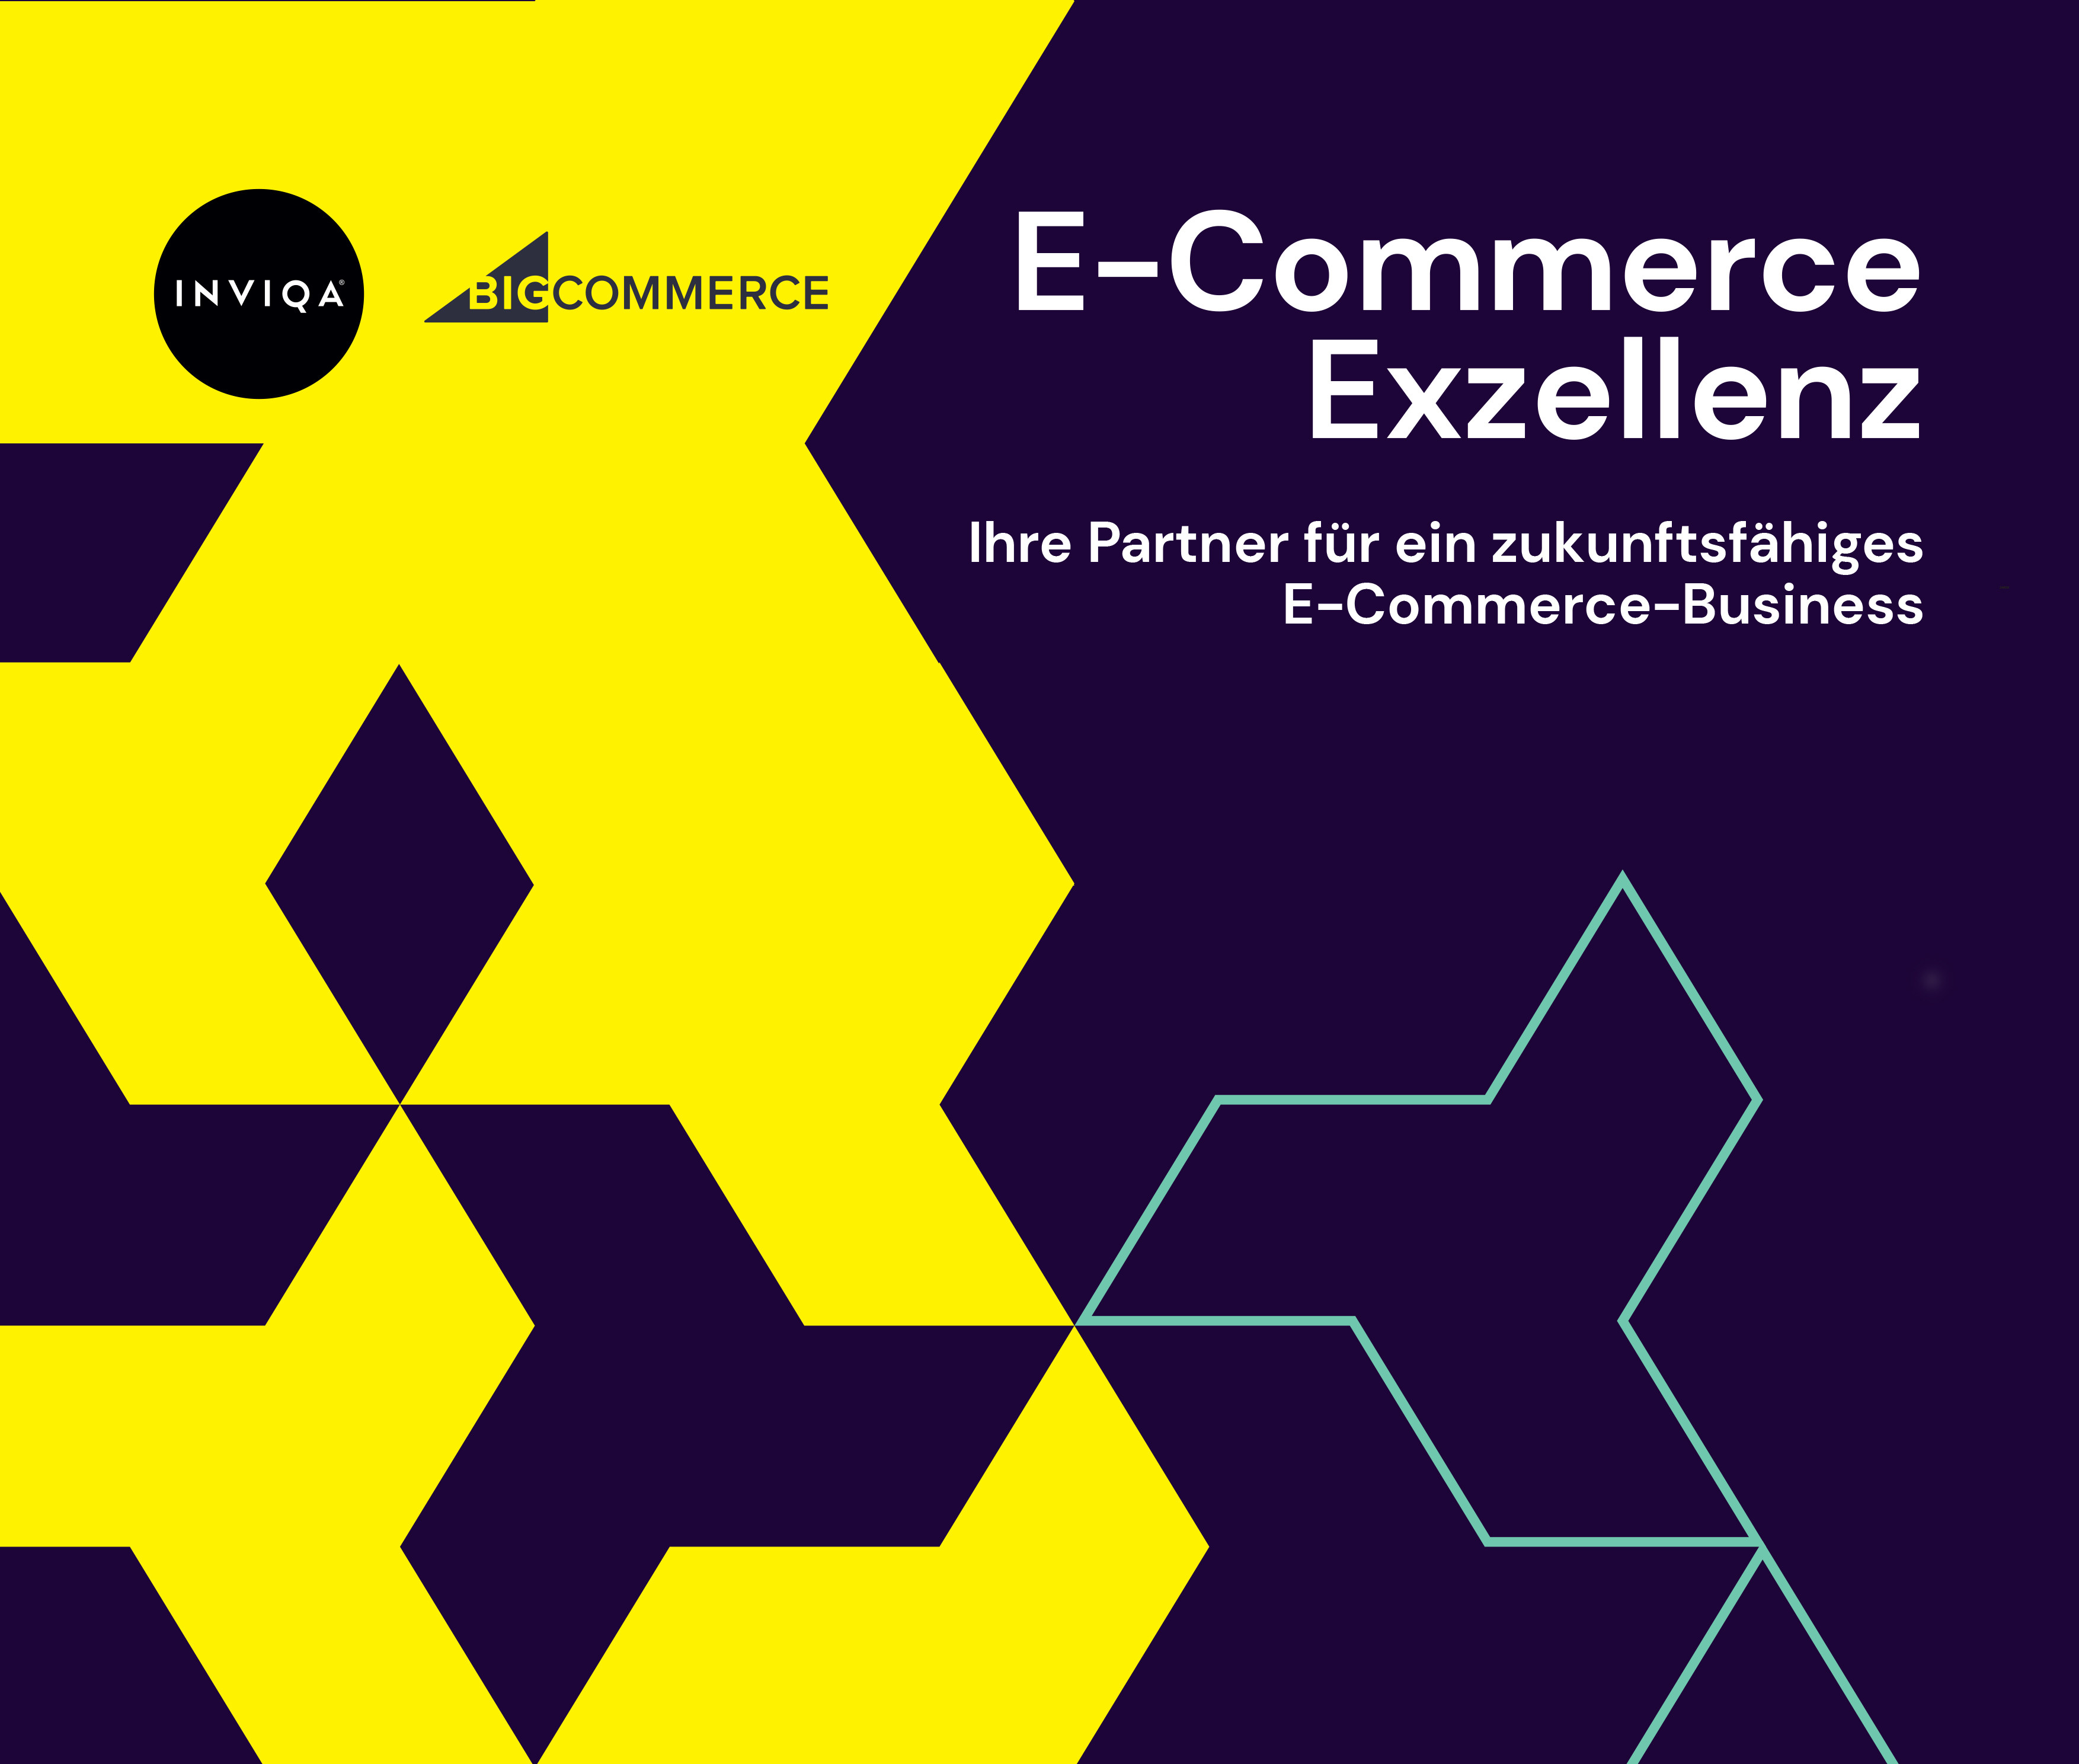 INVIQA®
BIGCOMMERCE
E-Commerce
Exzellenz
Ihre Partner für ein zukunftsfähiges
E-Commerce-Business